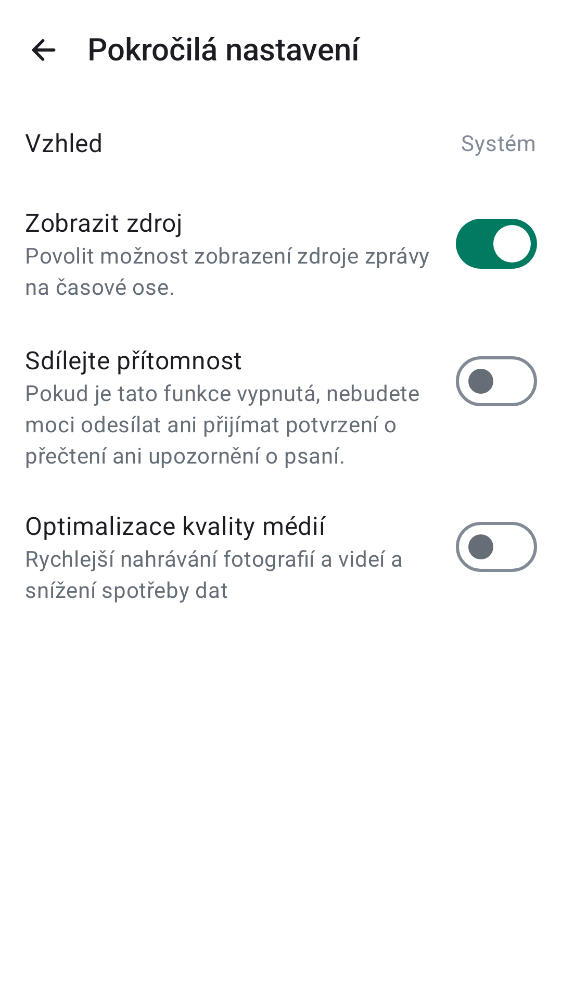 Pokročilá nastavení
Vzhled
Systém
Zobrazit zdroj
Povolit možnost zobrazení zdroje zprávy
na časové ose.
Sdílejte přítomnost
Pokud je tato funkce vypnutá, nebudete
moci odesílat ani přijímat potvrzení o
přečtení ani upozornění o psaní.
Optimalizace kvality médií
Rychlejší nahrávání fotografií a videí a
snížení spotřeby dat